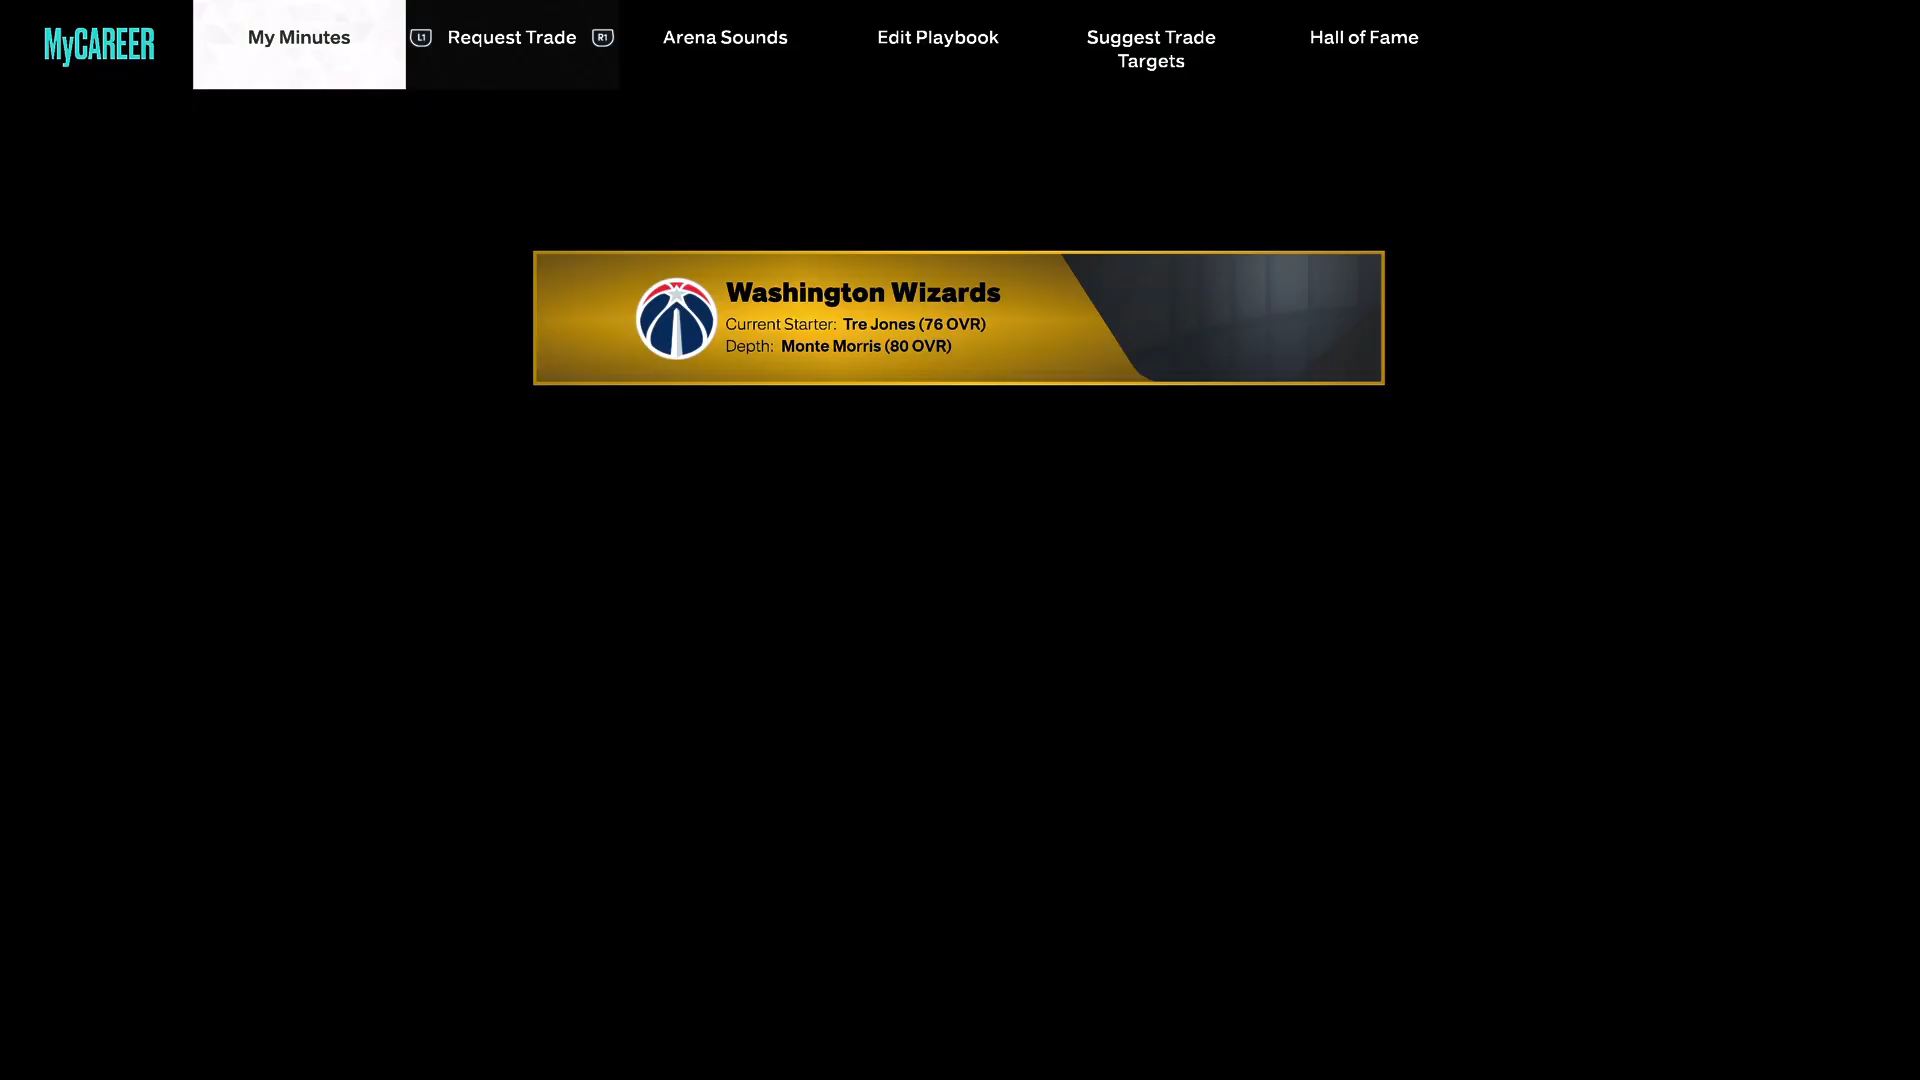 MyCAREER
My Minutes
L1 Request Trade R1
Arena Sounds
Edit Playbook
Suggest Trade
Targets
Hall of Fame
Washington Wizards
Current Starter: Tre Jones (76 OVR)
Depth: Monte Morris (80 OVR)